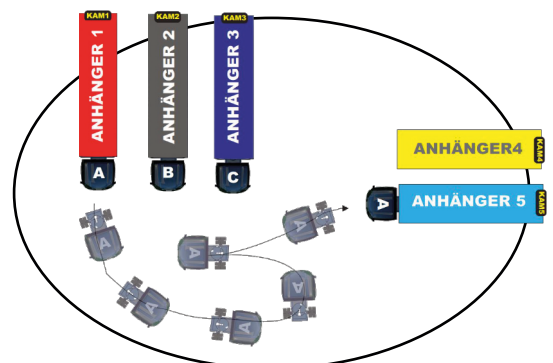 KAM1
KAM2
KAM3
ANHÄNGER 1
ANHÄNGER 2
ANHÄNGER 3
A
B
C
ANHÄNGER4
KAM4
A
ANHÄNGER 5
KAM5
A
A
A
A
A
A